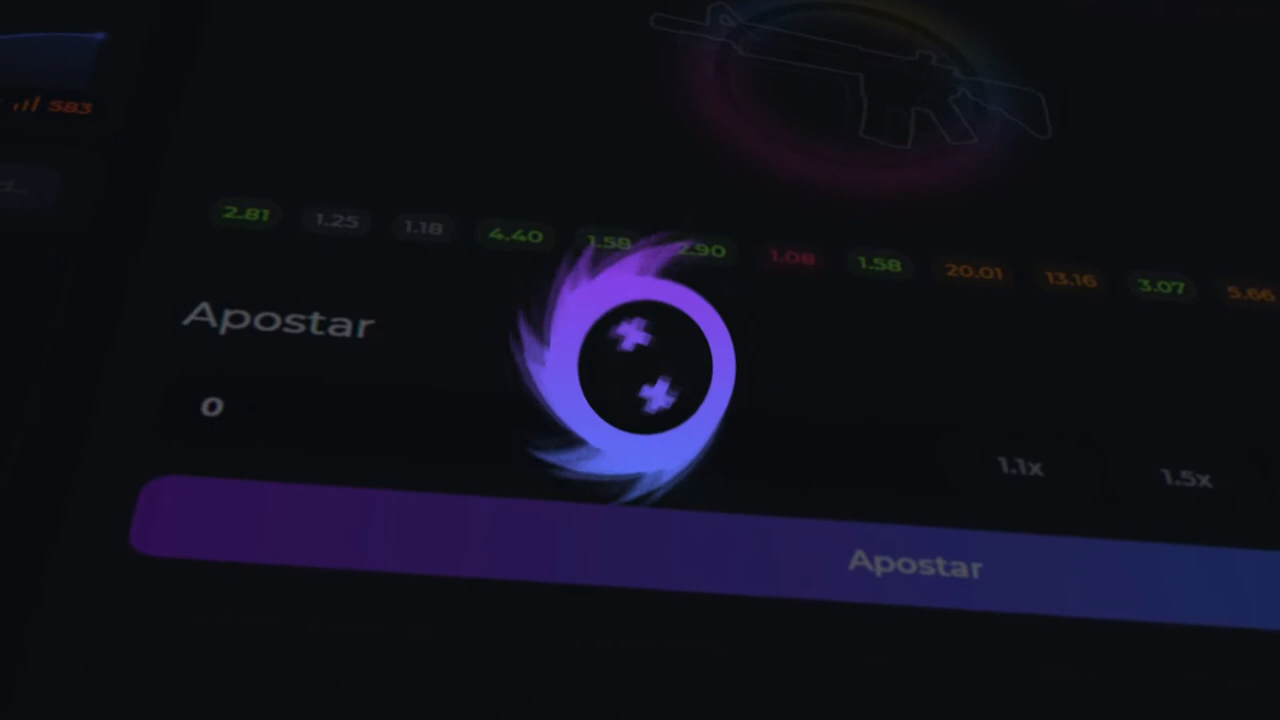 583
2.81 1.25 1.18 4.40 1.58 2.90 1.08 1.58 20.01 13.16 3.07 5.66
Apostar
0
1.1x 1.5x
Apostar